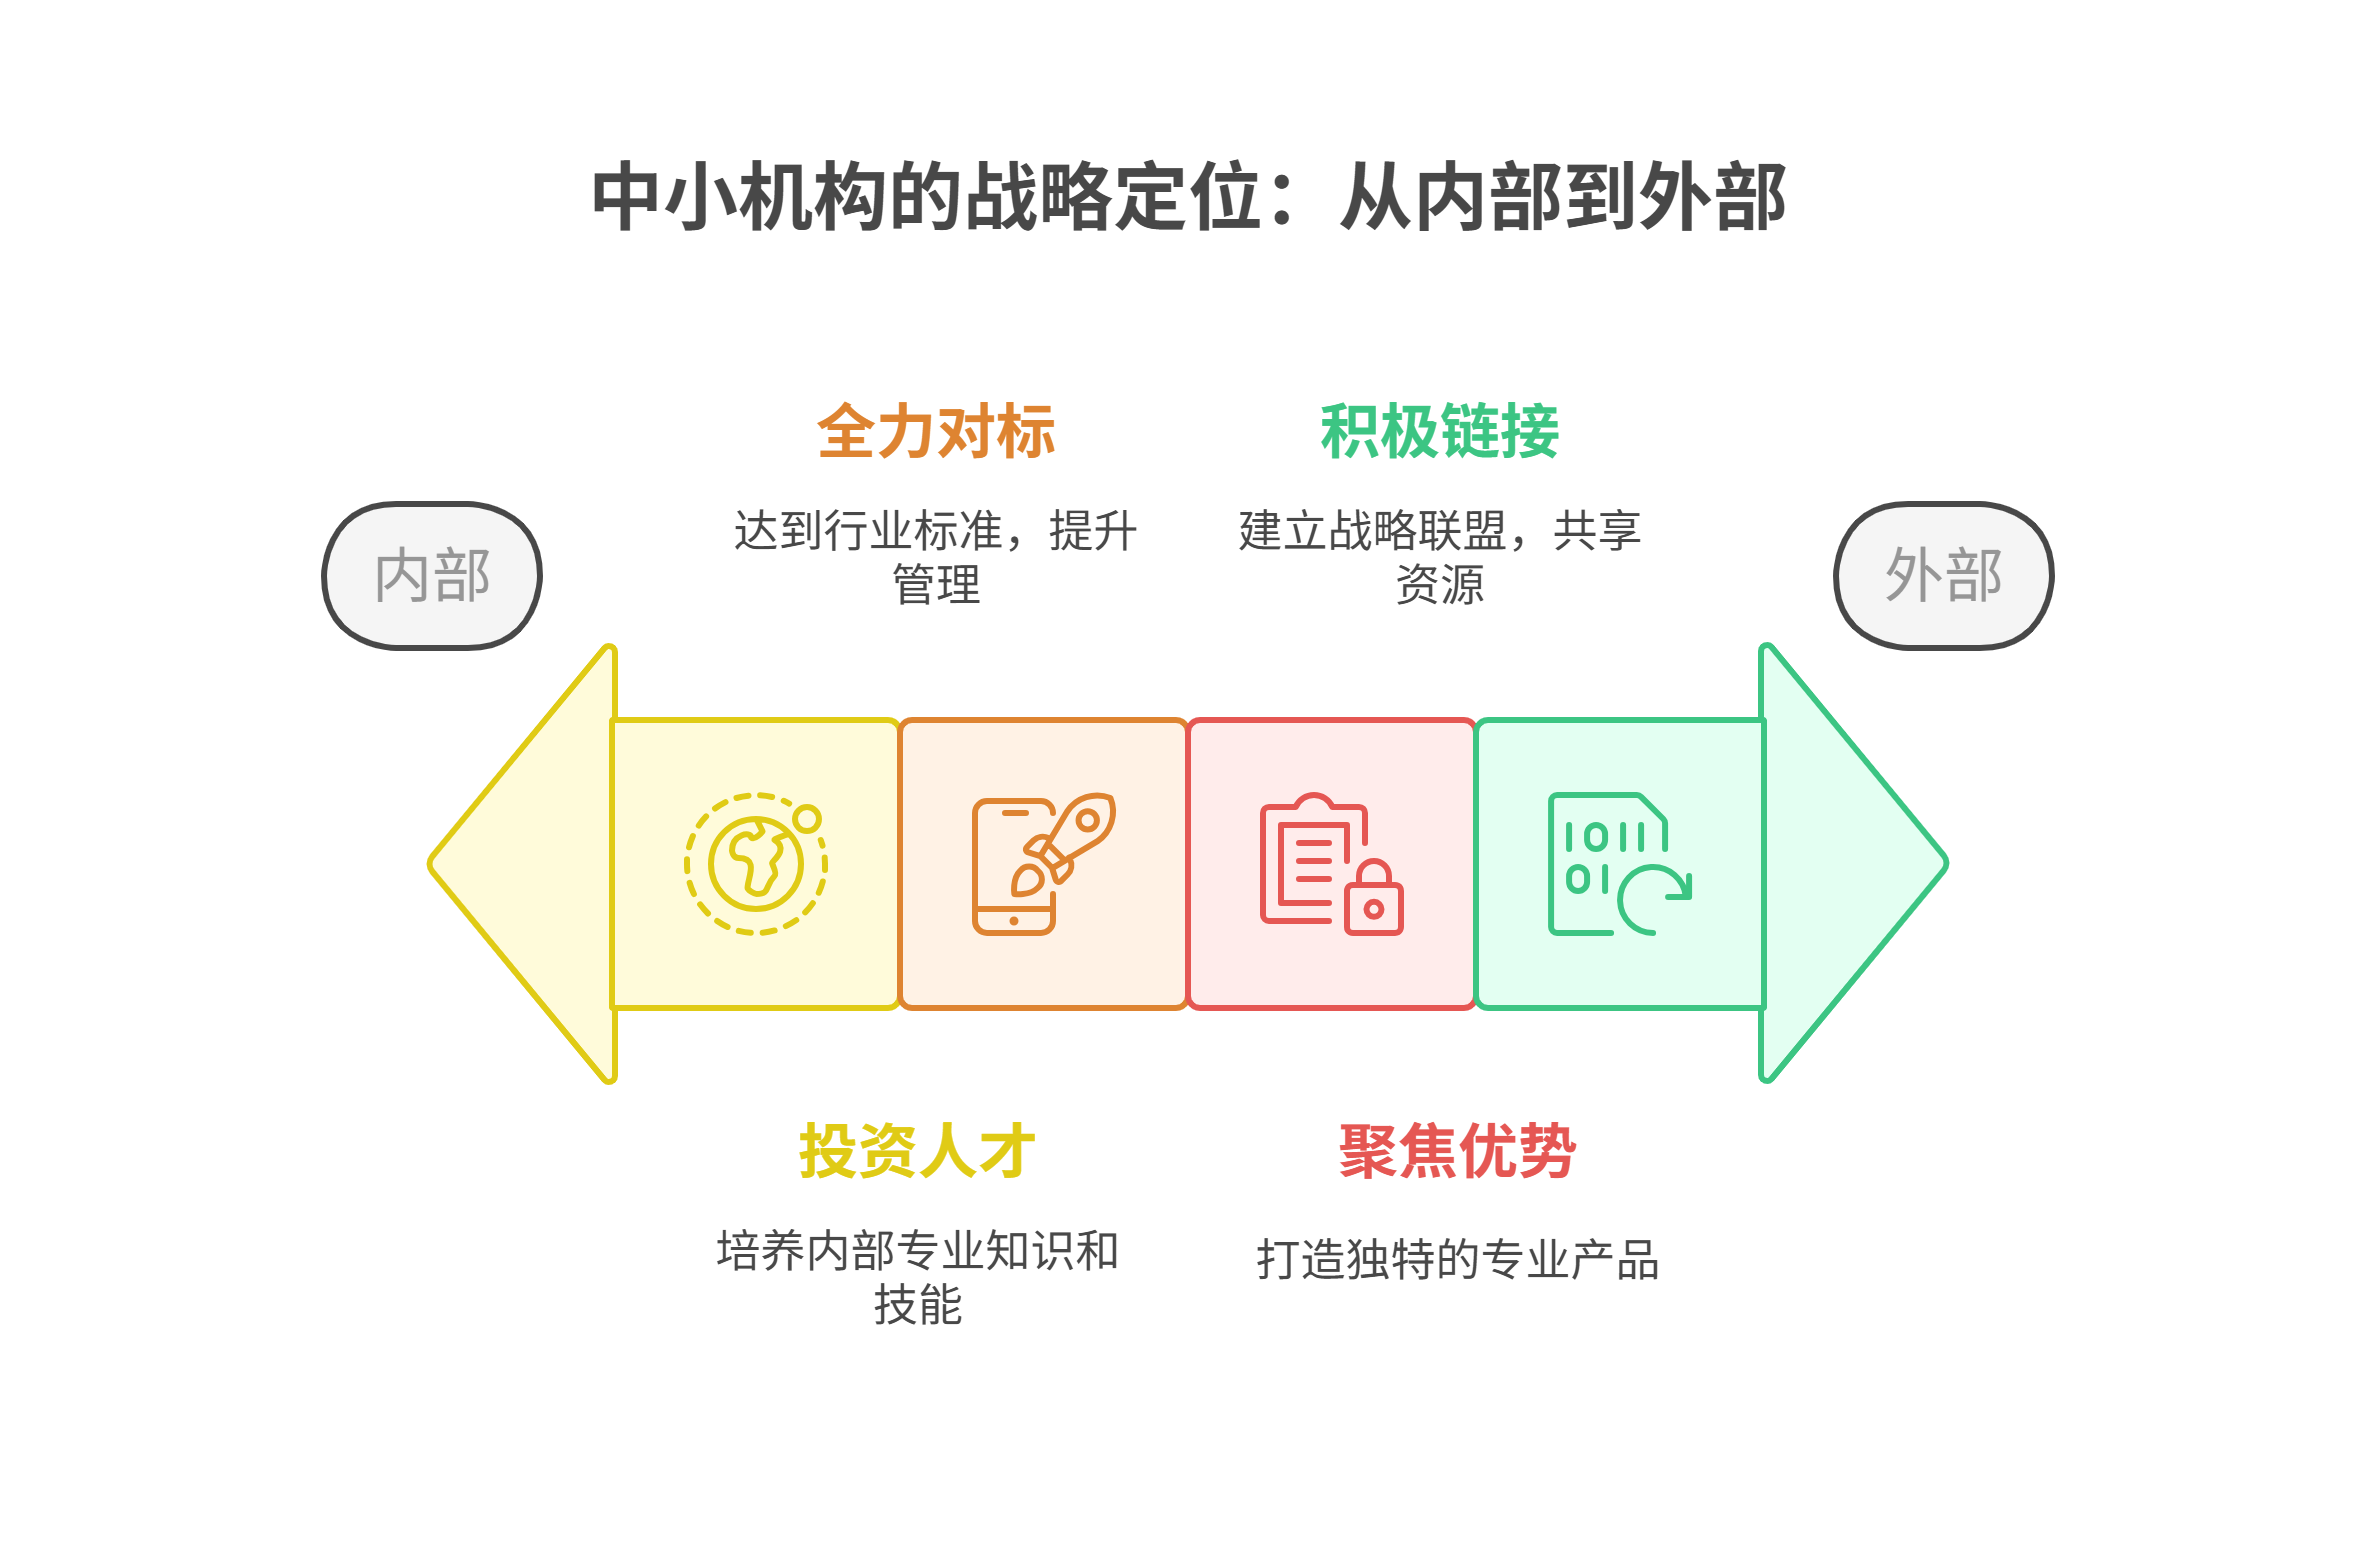 中小机构的战略定位：从内部到外部
全力对标
积极链接
内部
达到行业标准，提升
管理
建立战略联盟，共享
资源
外部
投资人才
聚焦优势
培养内部专业知识和
技能
打造独特的专业产品